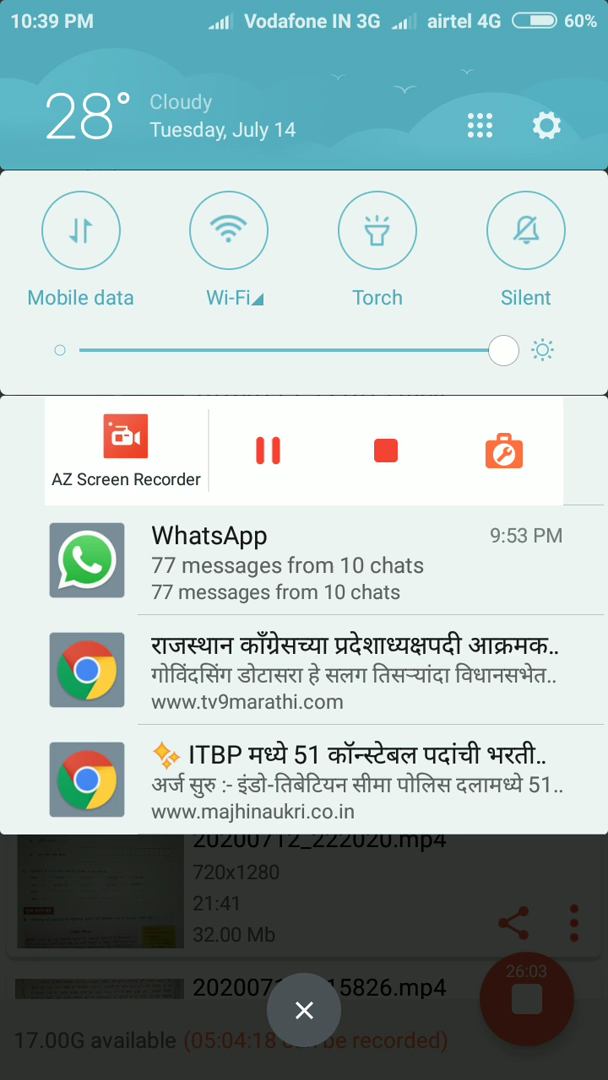 10:39 PM Vodafone IN 3G airtel 4G 60%
28° Cloudy
Tuesday, July 14
Mobile data Wi-Fi Torch Silent
AZ Screen Recorder
WhatsApp 9:53 PM
77 messages from 10 chats
77 messages from 10 chats
राजस्थान काँग्रेसच्या प्रदेशाध्यक्षपदी आक्रमक..
गोविंदसिंग डोटासरा हे सलग तिसऱ्यांदा विधानसभेत..
www.tv9marathi.com
✨ ITBP मध्ये 51 कॉन्स्टेबल पदांची भरती..
अर्ज सुरु :- इंडो-तिबेटियन सीमा पोलिस दलामध्ये 51..
www.majhinaukri.co.in
20200712_222020.mp4
720x1280
21:41
32.00 Mb
26:03
15826.mp4
17.00G available (05:04:18 be recorded)